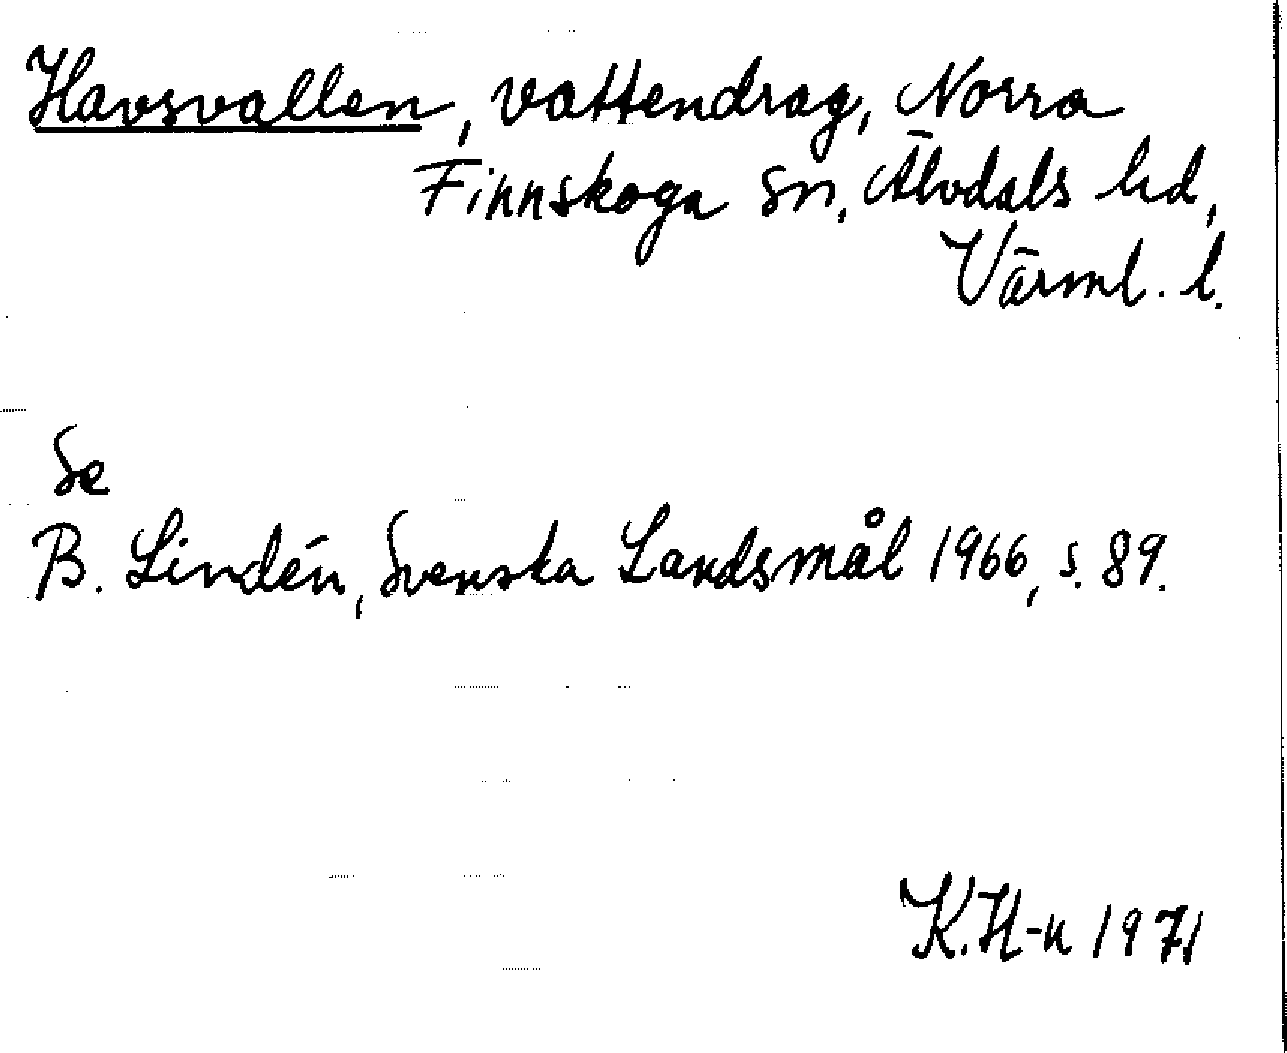 Havsvallen, vattendrag, Norra
Finnskoga sn, Älvdals hd,
Värml. l.
Se
B. Lindén, Svenska Landsmål 1966, s. 89.
K.H-n 1971